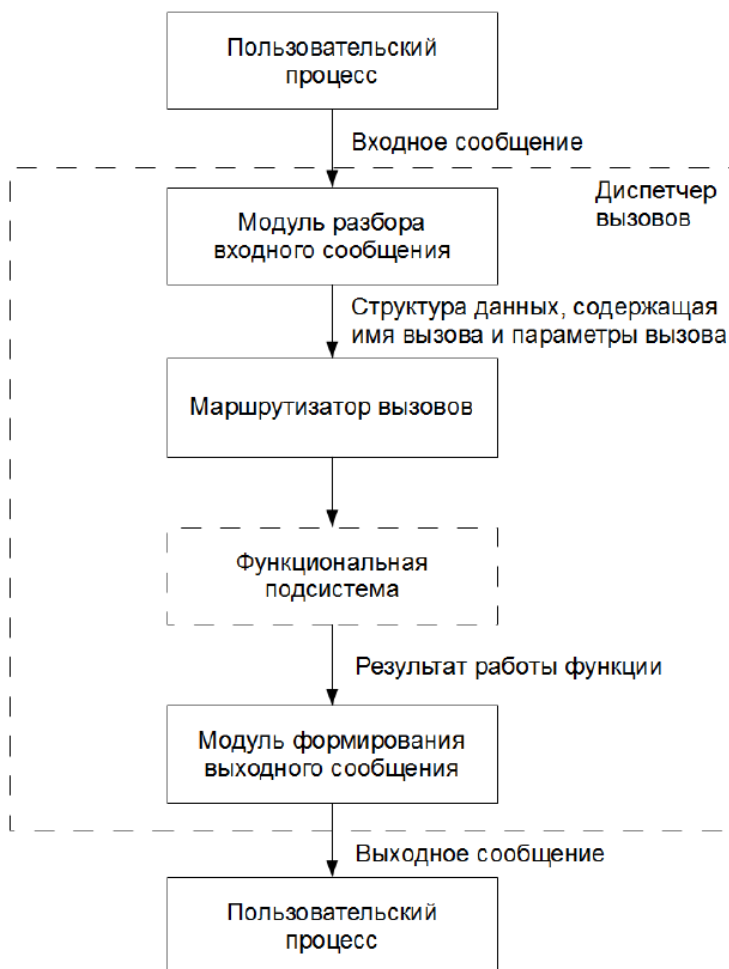 Пользовательский
процесс
Входное сообщение
Диспетчер
вызовов
Модуль разбора
входного сообщения
Структура данных, содержащая
имя вызова и параметры вызова
Маршрутизатор вызовов
Функциональная
подсистема
Результат работы функции
Модуль формирования
выходного сообщения
Выходное сообщение
Пользовательский
процесс